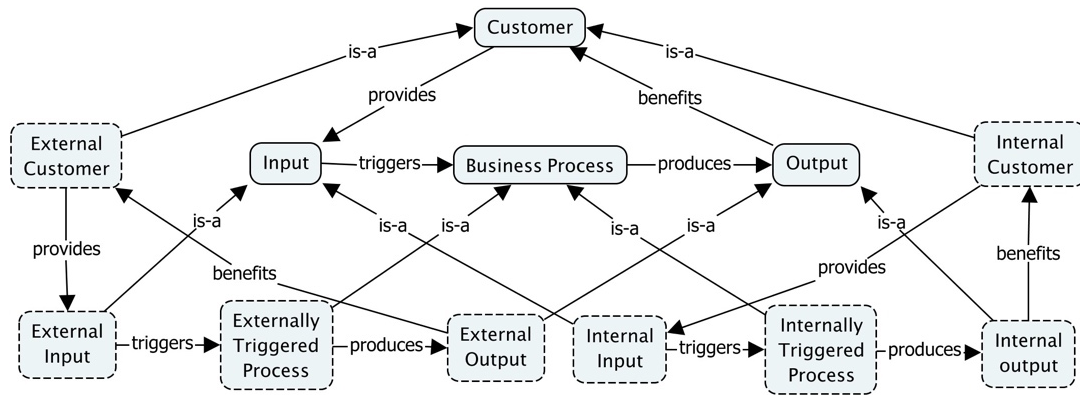 Customer
is-a
is-a
provides
benefits
External
Customer
Input
triggers
Business Process
produces
Output
Internal
Customer
is-a
is-a
is-a
is-a
is-a
is-a
provides
benefits
provides
benefits
External
Input
triggers
Externally
Triggered
Process
produces
External
Output
Internal
Input
triggers
Internally
Triggered
Process
produces
Internal
output